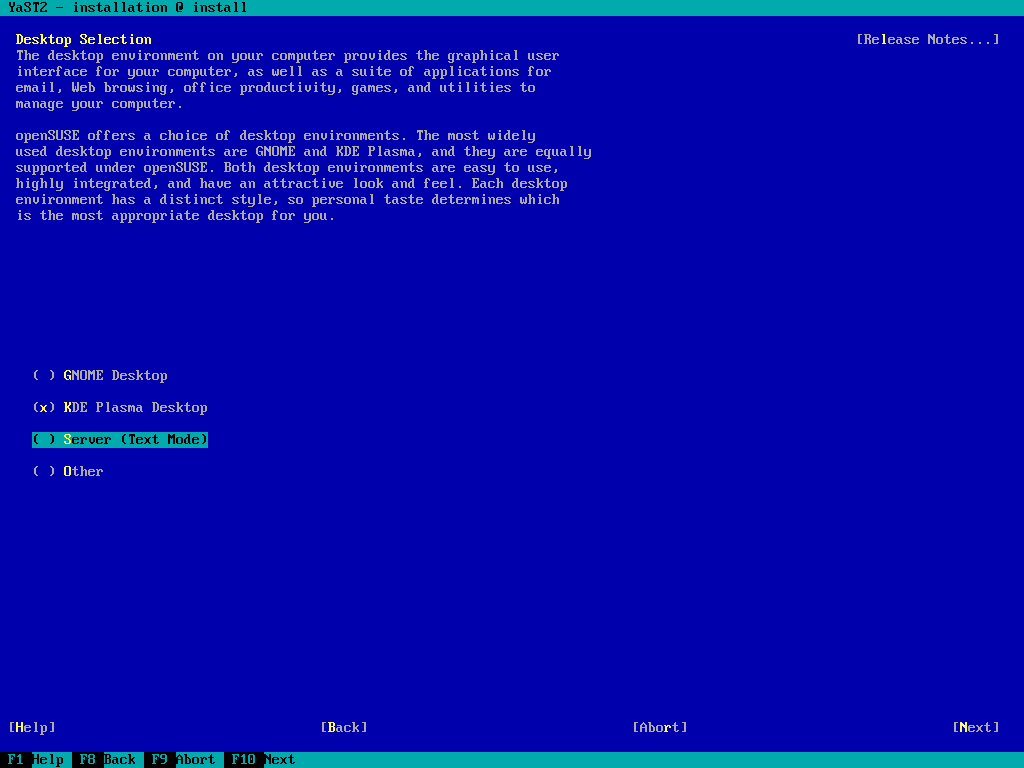 YaST2 - installation @ install
Desktop Selection [Release Notes...]
The desktop environment on your computer provides the graphical user
interface for your computer, as well as a suite of applications for
email, Web browsing, office productivity, games, and utilities to
manage your computer.
openSUSE offers a choice of desktop environments. The most widely
used desktop environments are GNOME and KDE Plasma, and they are equally
supported under openSUSE. Both desktop environments are easy to use,
highly integrated, and have an attractive look and feel. Each desktop
environment has a distinct style, so personal taste determines which
is the most appropriate desktop for you.
( ) GNOME Desktop
(x) KDE Plasma Desktop
( ) Server (Text Mode)
( ) Other
[Help] [Back] [Abort] [Next]
F1 Help F8 Back F9 Abort F10 Next